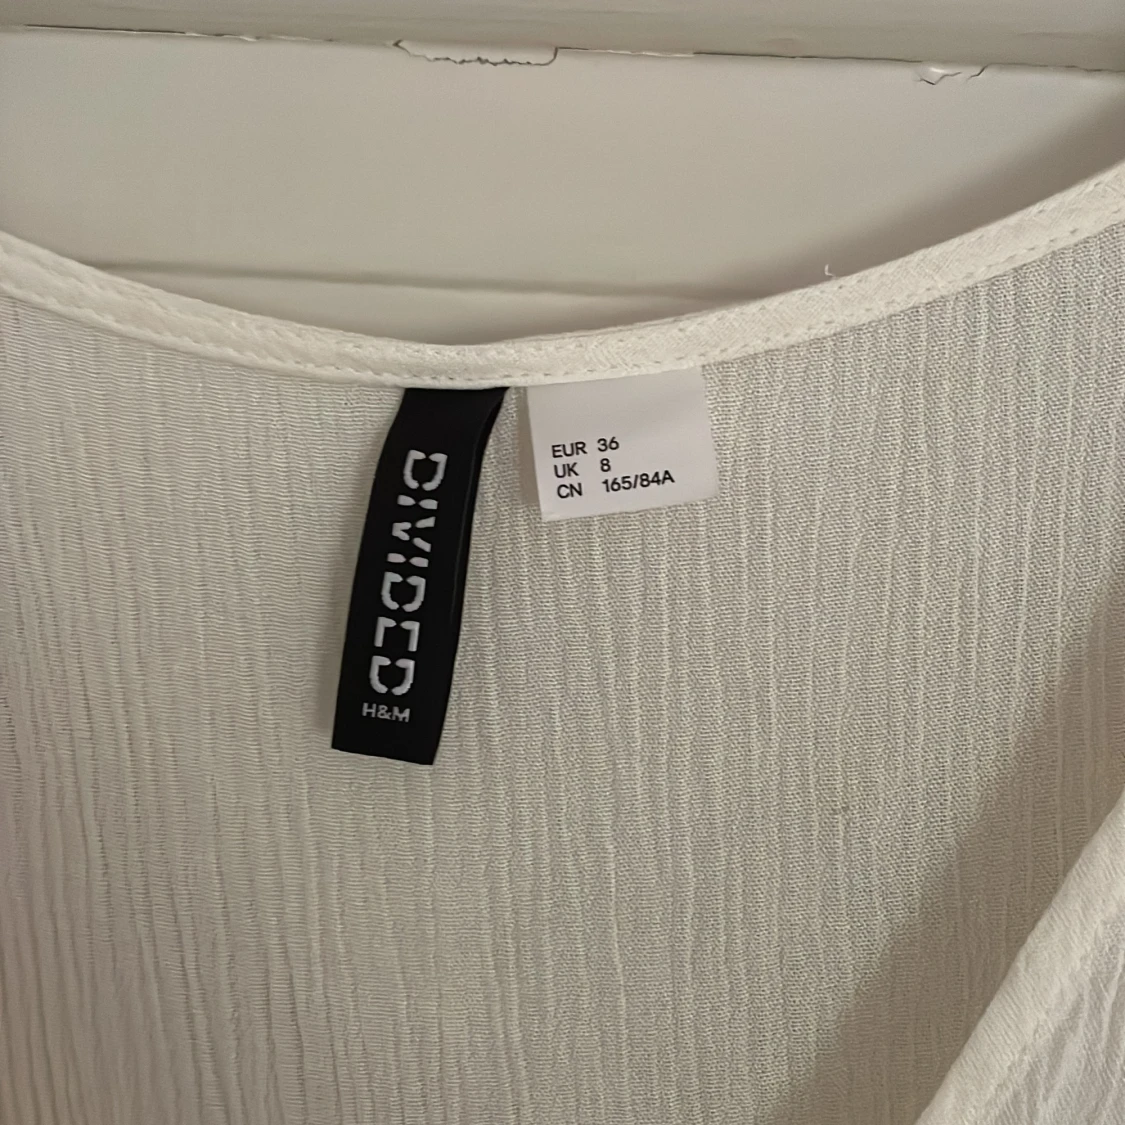 DIVIDED
H&M
EUR 36
UK 8
CN 165/84A